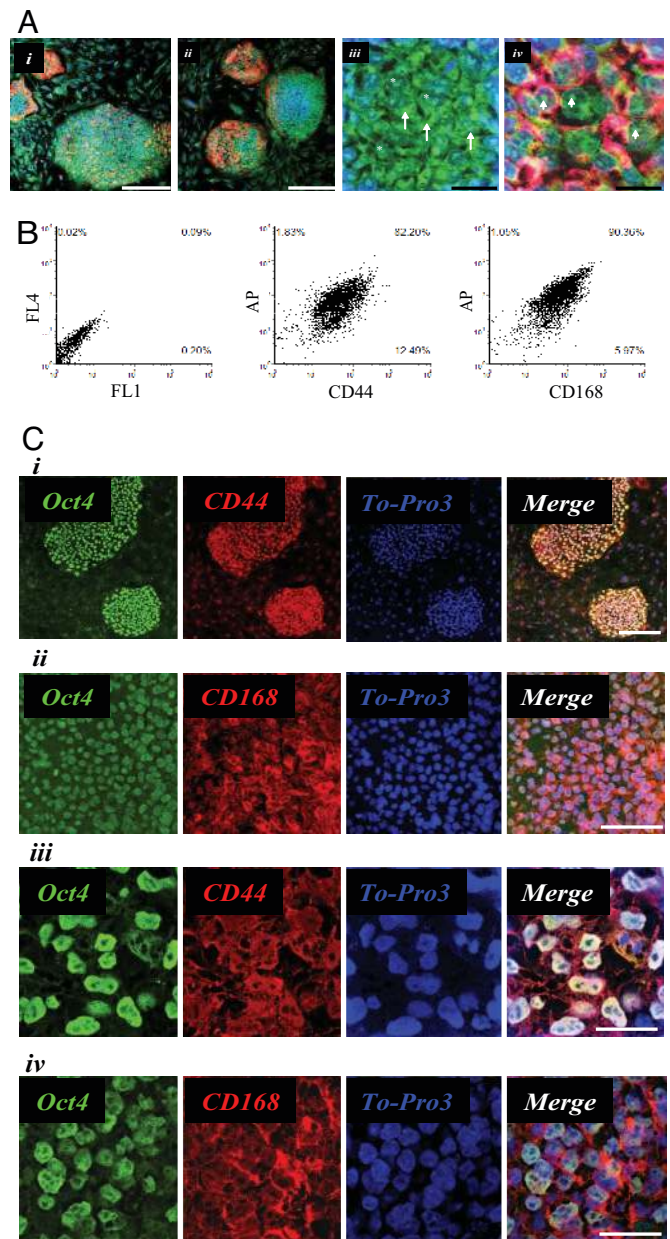 A
i ii iii iv
* * *
B
0.02% 0.09% 1.83% 82.20% 1.05% 90.36%
FL4 AP AP
0.20% 12.49% 5.97%
FL1 CD44 CD168
C
i
Oct4 CD44 To-Pro3 Merge
ii
Oct4 CD168 To-Pro3 Merge
iii
Oct4 CD44 To-Pro3 Merge
iv
Oct4 CD168 To-Pro3 Merge